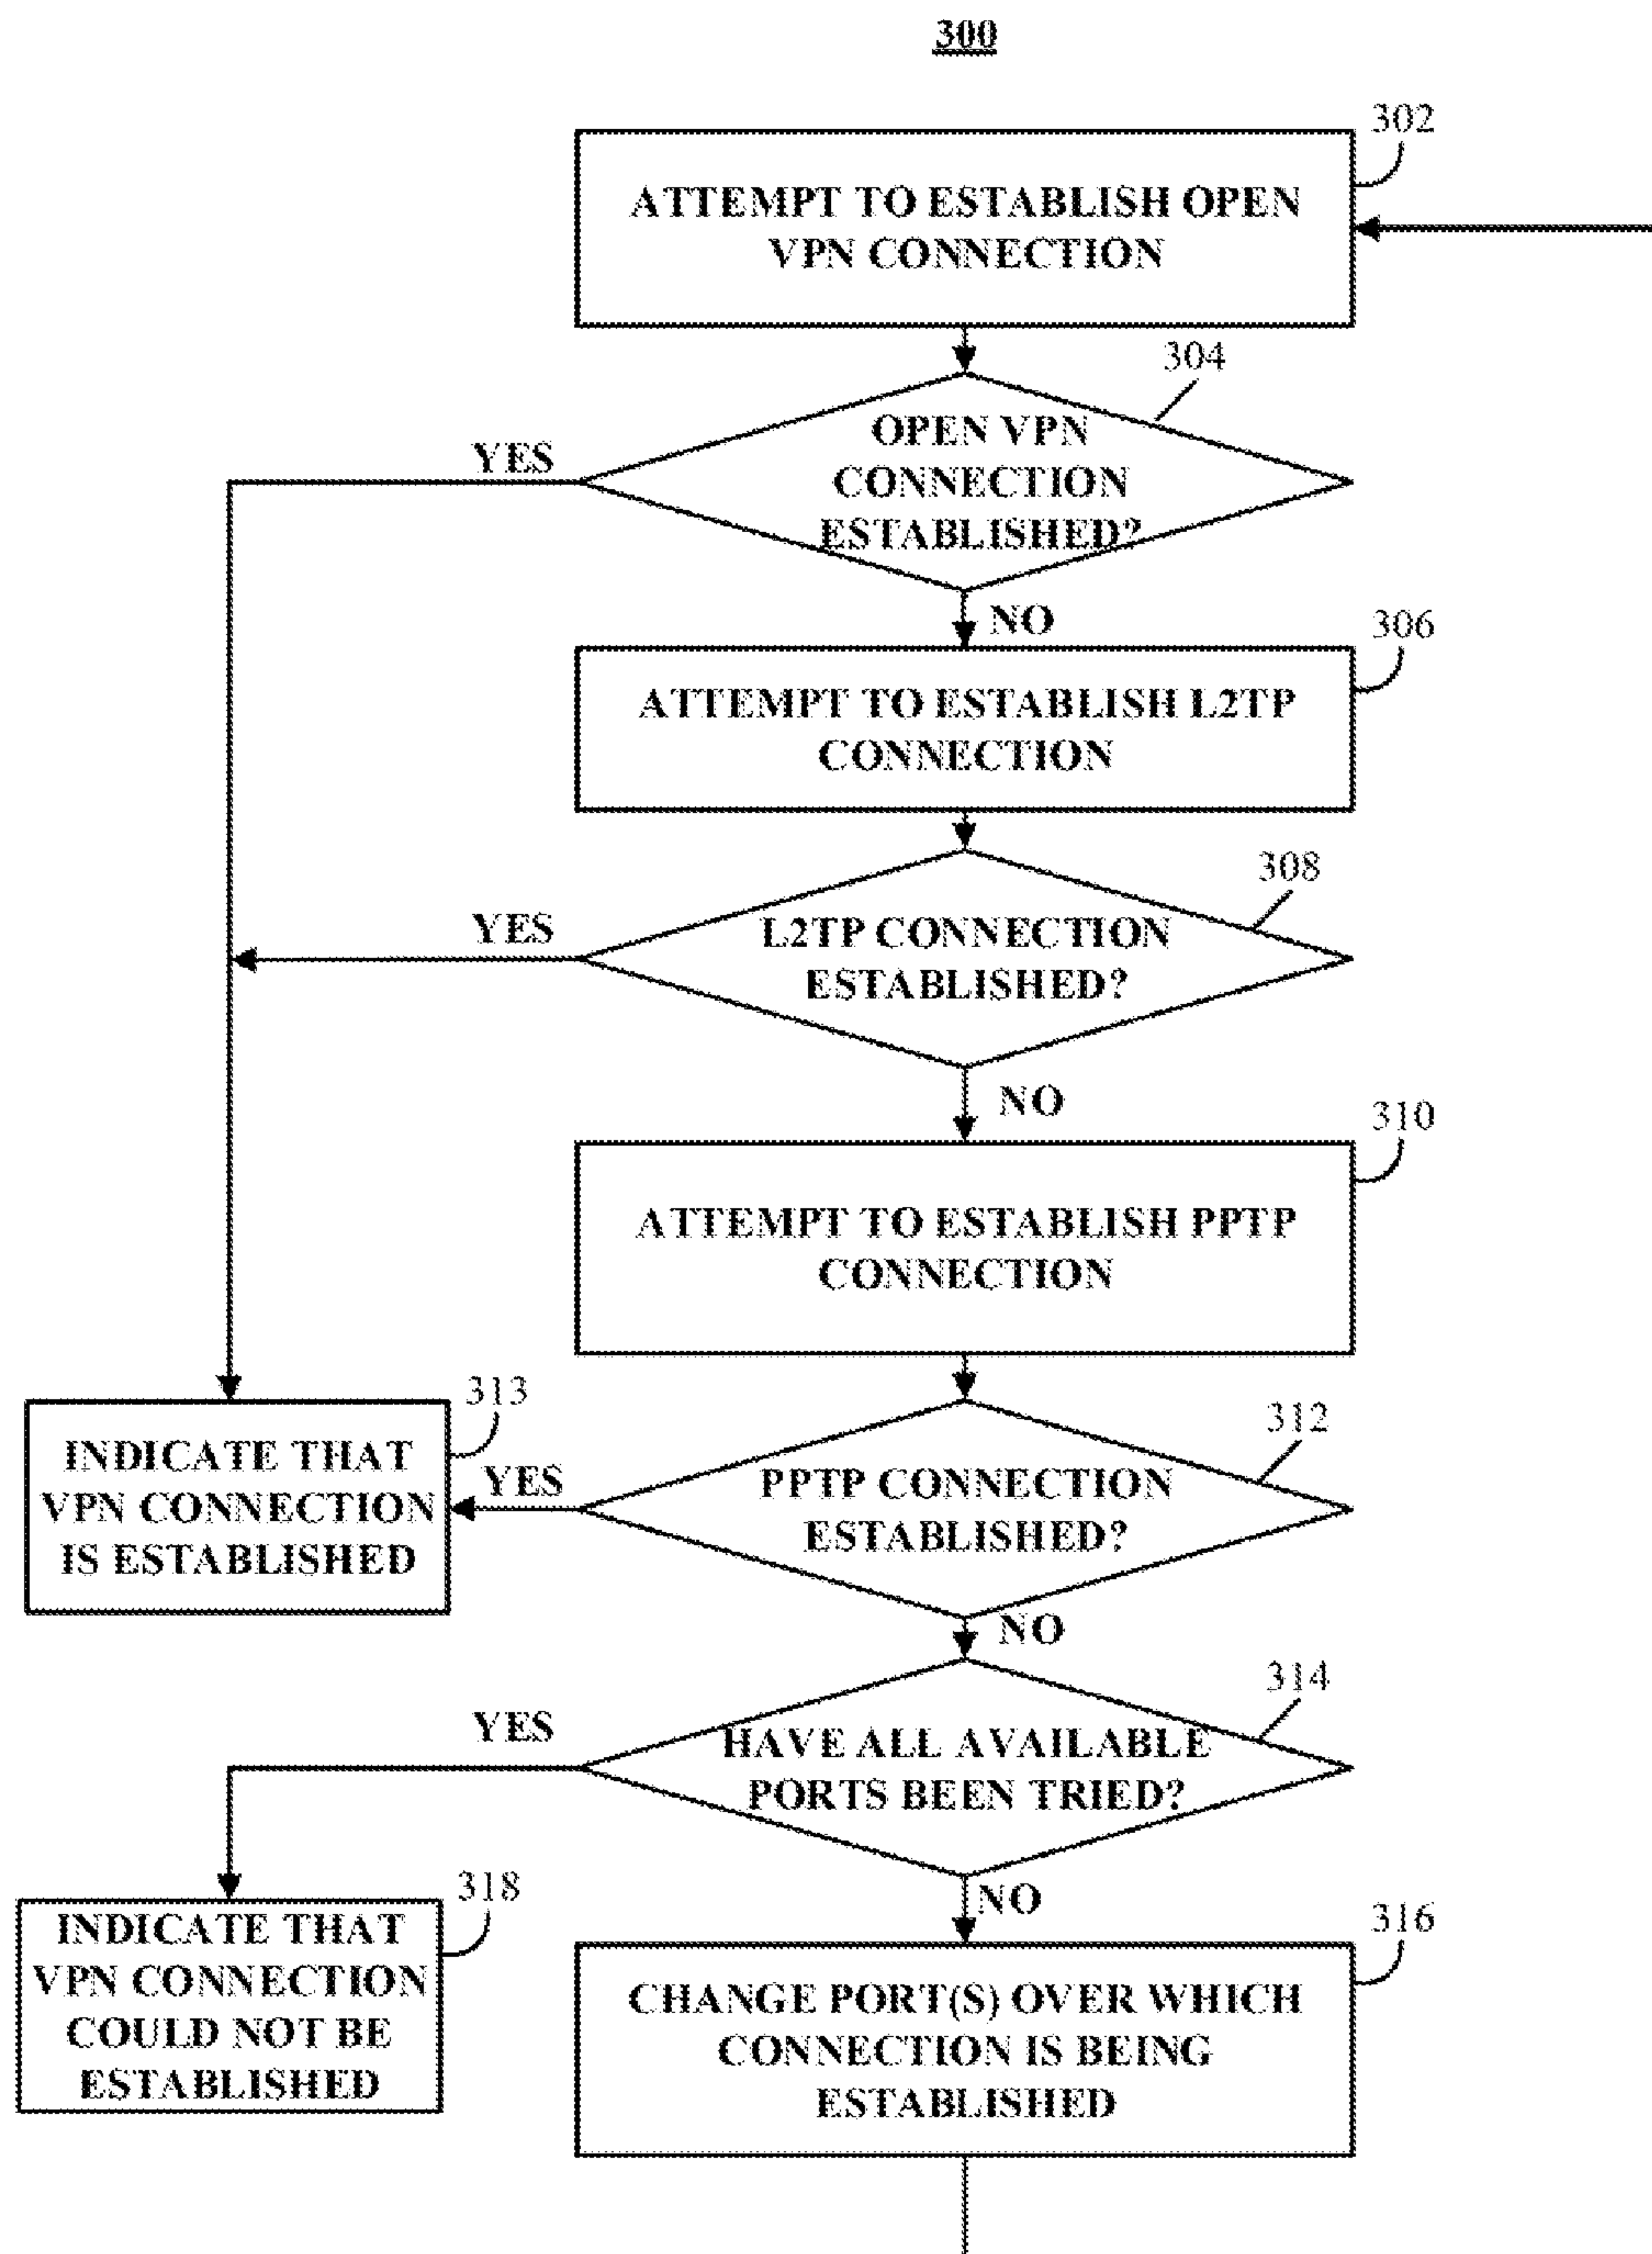 300
302
ATTEMPT TO ESTABLISH OPEN
VPN CONNECTION
304
OPEN VPN
CONNECTION
ESTABLISHED?
YES
NO
306
ATTEMPT TO ESTABLISH L2TP
CONNECTION
308
L2TP CONNECTION
ESTABLISHED?
YES
NO
310
ATTEMPT TO ESTABLISH PPTP
CONNECTION
313
INDICATE THAT
VPN CONNECTION
IS ESTABLISHED
312
YES
PPTP CONNECTION
ESTABLISHED?
NO
314
YES
HAVE ALL AVAILABLE
PORTS BEEN TRIED?
NO
318
INDICATE THAT
VPN CONNECTION
COULD NOT BE
ESTABLISHED
316
CHANGE PORT(S) OVER WHICH
CONNECTION IS BEING
ESTABLISHED